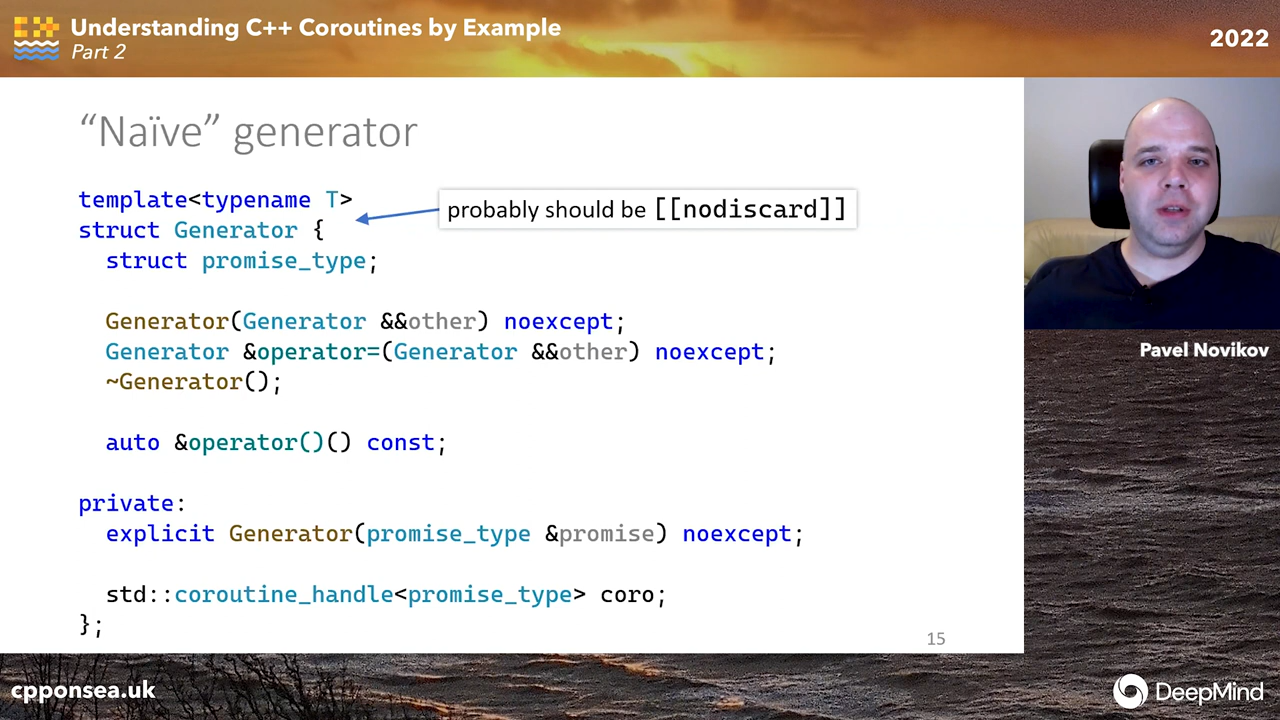 Understanding C++ Coroutines by Example
Part 2
2022
“Naïve” generator
template<typename T>
probably should be [[nodiscard]]
struct Generator {
struct promise_type;
Generator(Generator &&other) noexcept;
Generator &operator=(Generator &&other) noexcept;
~Generator();
auto &operator()() const;
private:
explicit Generator(promise_type &promise) noexcept;
std::coroutine_handle<promise_type> coro;
};
15
Pavel Novikov
cpponsea.uk
DeepMind